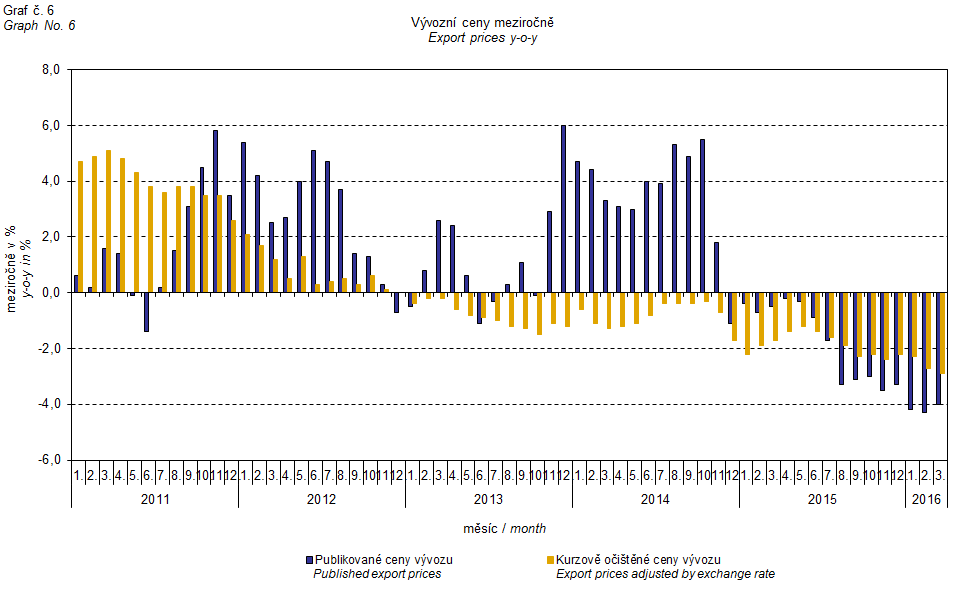 Graf č. 6
Graph No. 6
Vývozní ceny meziročně
Export prices y-o-y
meziročně v %
y-o-y in %
8,0
6,0
4,0
2,0
0,0
-2,0
-4,0
-6,0
1. 2. 3. 4. 5. 6. 7. 8. 9. 10 11 12 1. 2. 3. 4. 5. 6. 7. 8. 9. 10 11 12 1. 2. 3. 4. 5. 6. 7. 8. 9. 10 11 12 1. 2. 3. 4. 5. 6. 7. 8. 9. 10 11 12 1. 2. 3. 4. 5. 6. 7. 8. 9. 10 11 12 1. 2. 3.
2011 2012 2013 2014 2015 2016
měsíc / month
Publikované ceny vývozu Kurzově očištěné ceny vývozu
Published export prices Export prices adjusted by exchange rate